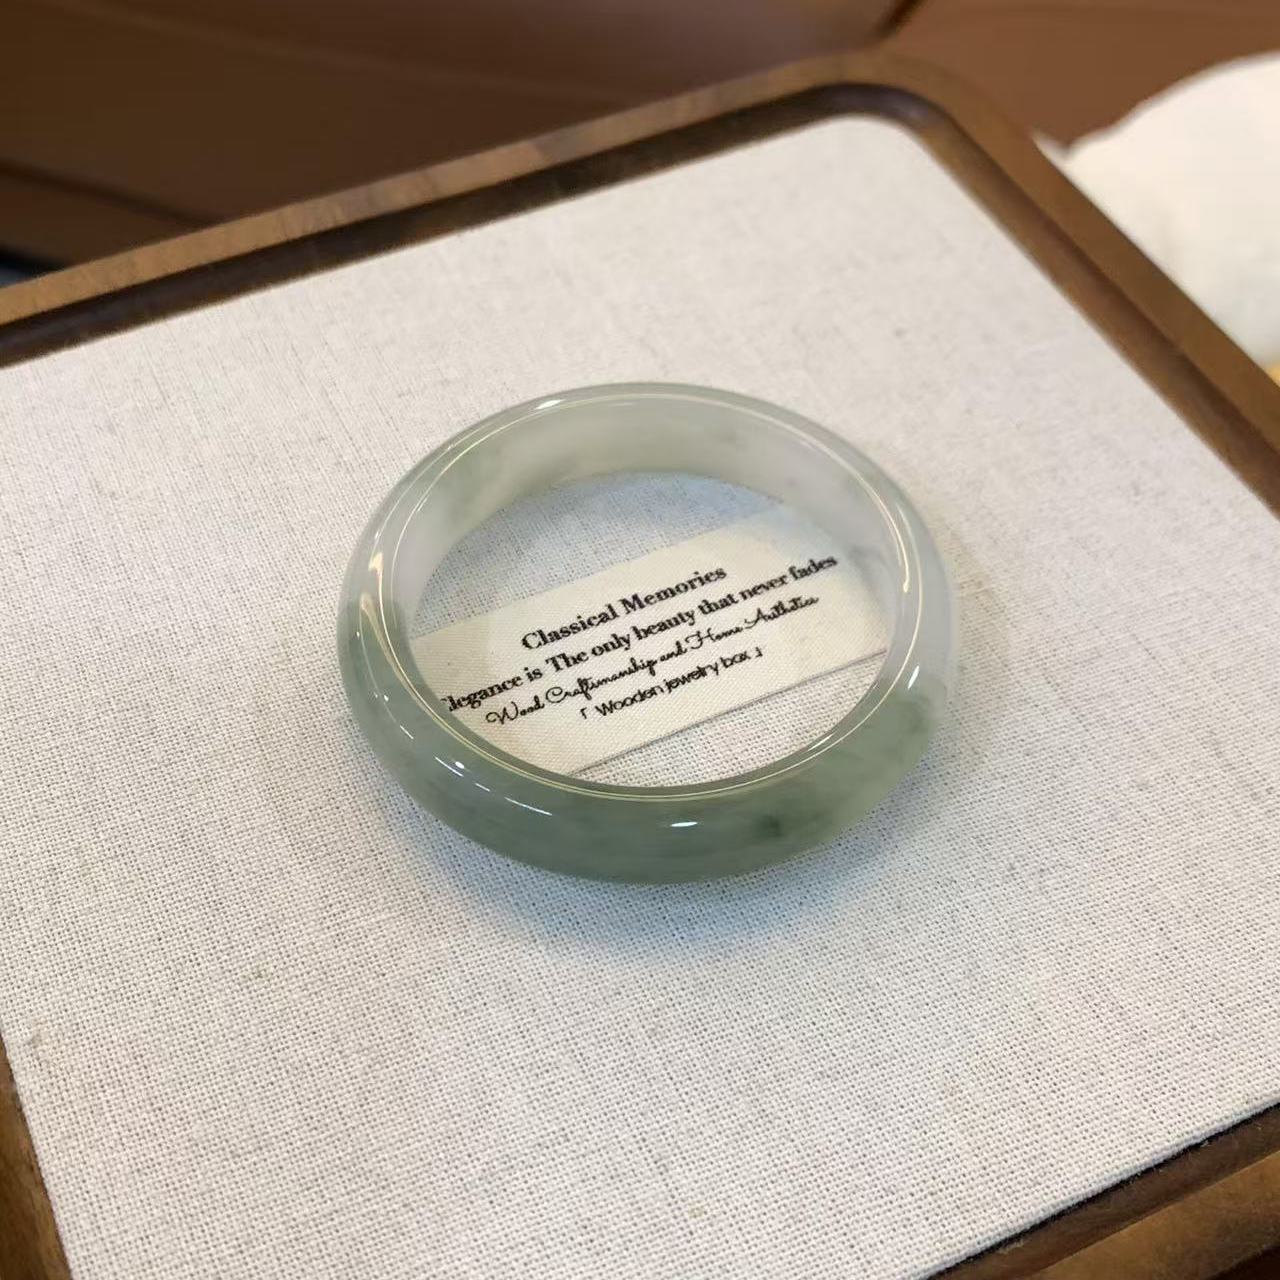 Classical Memories
Elegance is The only beauty that never fades
Wood Craftsmanship and Home Aesthetics
「 Wooden jewelry box 」